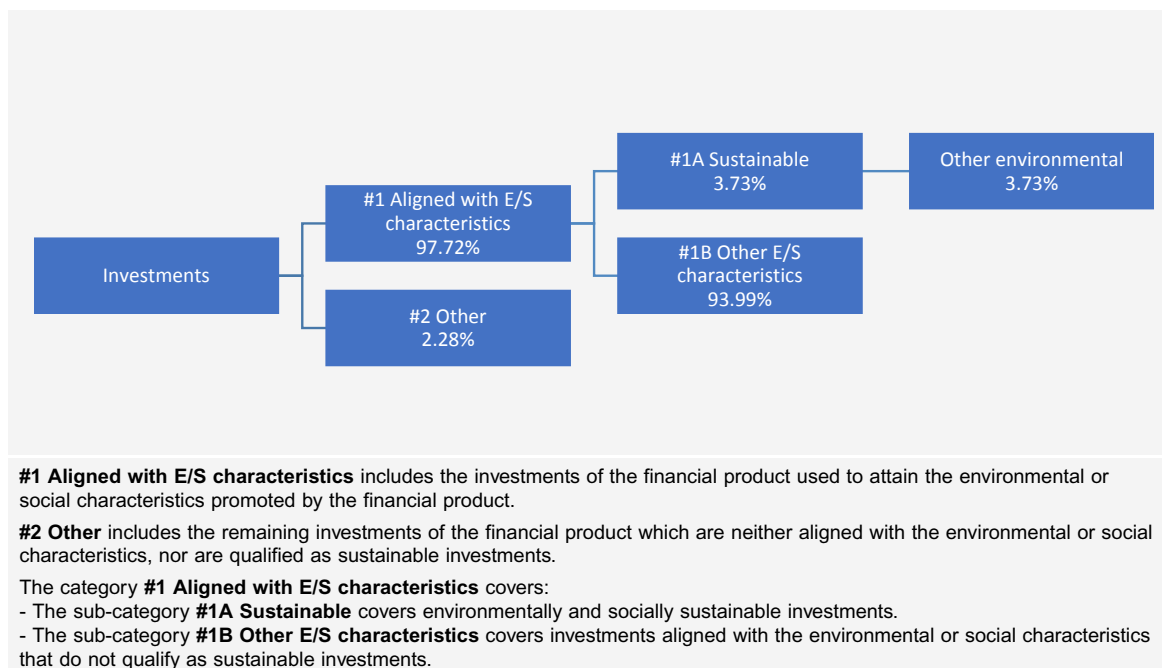 Investments
#1 Aligned with E/S
characteristics
97.72%
#2 Other
2.28%
#1A Sustainable
3.73%
#1B Other E/S
characteristics
93.99%
Other environmental
3.73%
#1 Aligned with E/S characteristics includes the investments of the financial product used to attain the environmental or
social characteristics promoted by the financial product.
#2 Other includes the remaining investments of the financial product which are neither aligned with the environmental or social
characteristics, nor are qualified as sustainable investments.
The category #1 Aligned with E/S characteristics covers:
- The sub-category #1A Sustainable covers environmentally and socially sustainable investments.
- The sub-category #1B Other E/S characteristics covers investments aligned with the environmental or social characteristics
that do not qualify as sustainable investments.